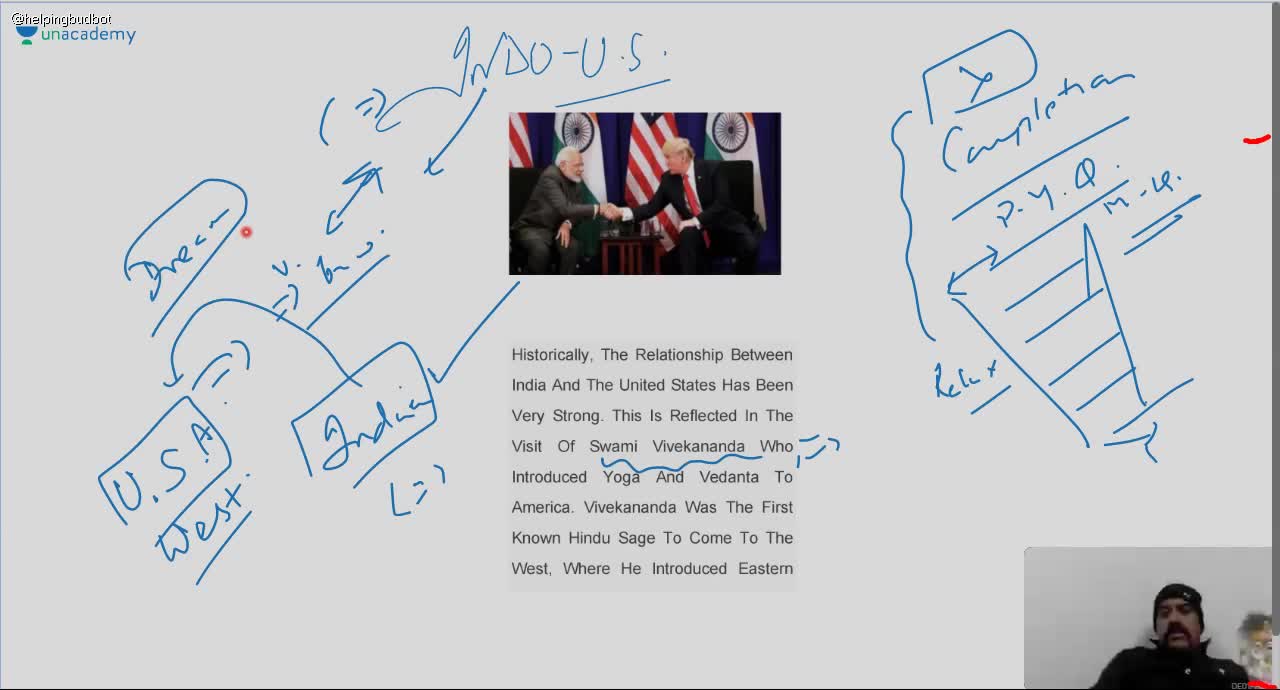 @helpingbudbot
unacademy
INDO-U.S.
Completion
P.Y.Q.
M.Q.
Dream
Relax
India
U.S.A
West.
Historically, The Relationship Between
India And The United States Has Been
Very Strong. This Is Reflected In The
Visit Of Swami Vivekananda Who
Introduced Yoga And Vedanta To
America. Vivekananda Was The First
Known Hindu Sage To Come To The
West, Where He Introduced Eastern